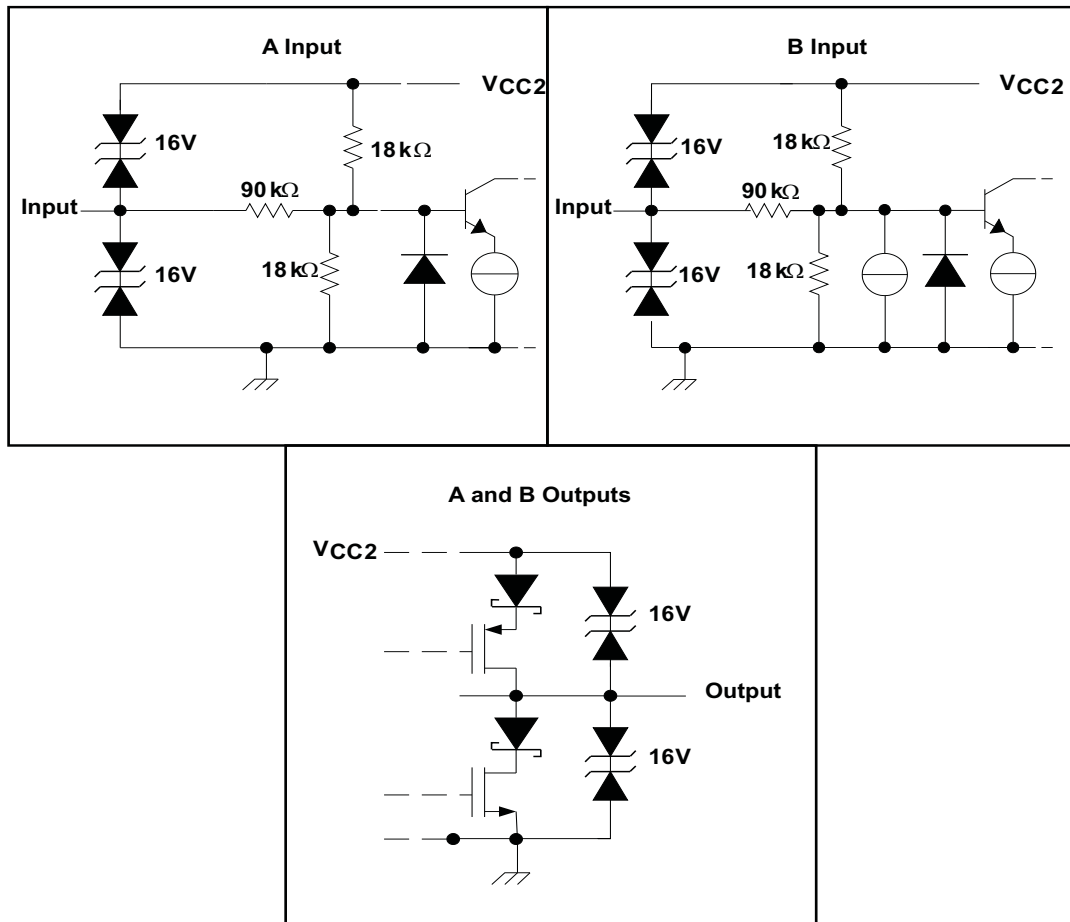 A Input
VCC2
16V
18 kΩ
90 kΩ
Input
16V
18 kΩ
B Input
VCC2
16V
18 kΩ
90 kΩ
Input
16V
18 kΩ
A and B Outputs
VCC2
16V
Output
16V